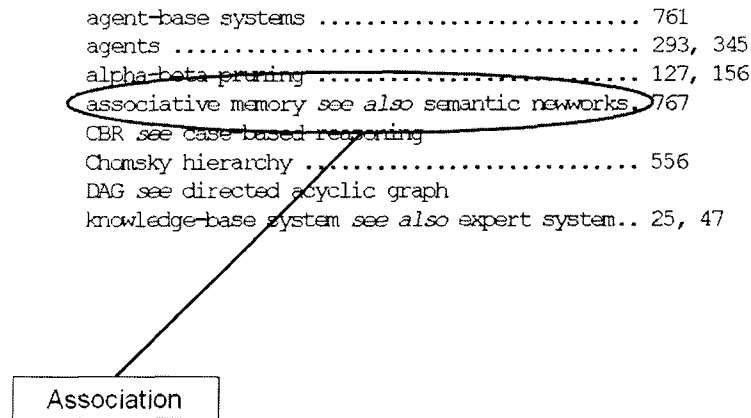 agent-base systems ................................ 761
agents ............................................ 293, 345
alpha-beta pruning ................................ 127, 156
associative memory see also semantic newworks. 767
CBR see case-based reasoning
Chomsky hierarchy ................................ 556
DAG see directed acyclic graph
knowledge-base system see also expert system.. 25, 47
Association